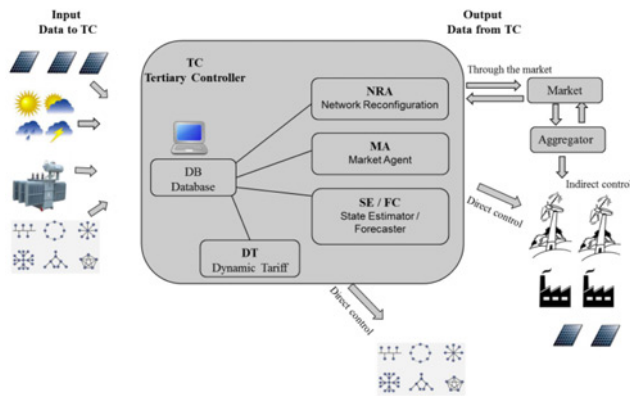 Input
Data to TC
Output
Data from TC
TC
Tertiary Controller
NRA
Network Reconfiguration
MA
Market Agent
SE / FC
State Estimator /
Forecaster
DB
Database
DT
Dynamic Tariff
Through the market
Market
Aggregator
Indirect control
Direct control
Direct control